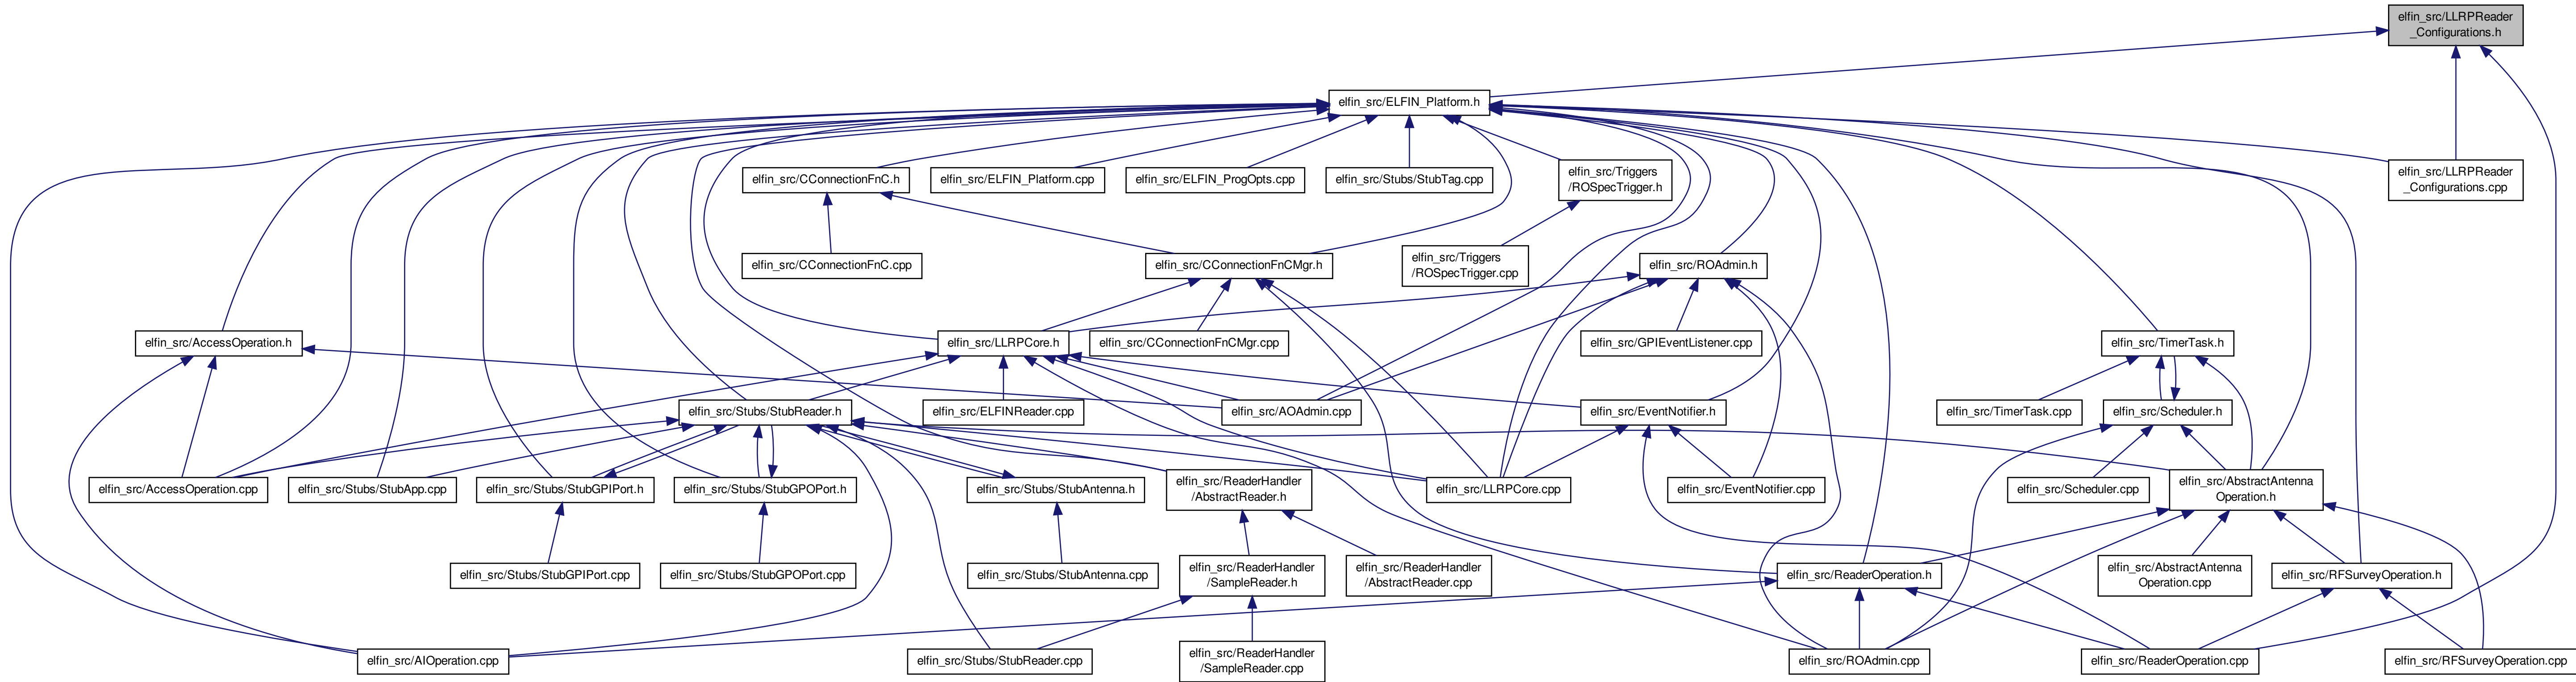 elfin_src/LLRPReader
_Configurations.h
elfin_src/ELFIN_Platform.h
elfin_src/CConnectionFnC.h
elfin_src/ELFIN_Platform.cpp
elfin_src/ELFIN_ProgOpts.cpp
elfin_src/Stubs/StubTag.cpp
elfin_src/Triggers
/ROSpecTrigger.h
elfin_src/LLRPReader
_Configurations.cpp
elfin_src/CConnectionFnC.cpp
elfin_src/CConnectionFnCMgr.h
elfin_src/Triggers
/ROSpecTrigger.cpp
elfin_src/ROAdmin.h
elfin_src/AccessOperation.h
elfin_src/LLRPCore.h
elfin_src/CConnectionFnCMgr.cpp
elfin_src/GPIEventListener.cpp
elfin_src/TimerTask.h
elfin_src/Stubs/StubReader.h
elfin_src/ELFINReader.cpp
elfin_src/AOAdmin.cpp
elfin_src/EventNotifier.h
elfin_src/TimerTask.cpp
elfin_src/Scheduler.h
elfin_src/AccessOperation.cpp
elfin_src/Stubs/StubApp.cpp
elfin_src/Stubs/StubGPIPort.h
elfin_src/Stubs/StubGPOPort.h
elfin_src/Stubs/StubAntenna.h
elfin_src/ReaderHandler
/AbstractReader.h
elfin_src/LLRPCore.cpp
elfin_src/EventNotifier.cpp
elfin_src/Scheduler.cpp
elfin_src/AbstractAntenna
Operation.h
elfin_src/Stubs/StubGPIPort.cpp
elfin_src/Stubs/StubGPOPort.cpp
elfin_src/Stubs/StubAntenna.cpp
elfin_src/ReaderHandler
/SampleReader.h
elfin_src/ReaderHandler
/AbstractReader.cpp
elfin_src/ReaderOperation.h
elfin_src/AbstractAntenna
Operation.cpp
elfin_src/RFSurveyOperation.h
elfin_src/AIOperation.cpp
elfin_src/Stubs/StubReader.cpp
elfin_src/ReaderHandler
/SampleReader.cpp
elfin_src/ROAdmin.cpp
elfin_src/ReaderOperation.cpp
elfin_src/RFSurveyOperation.cpp